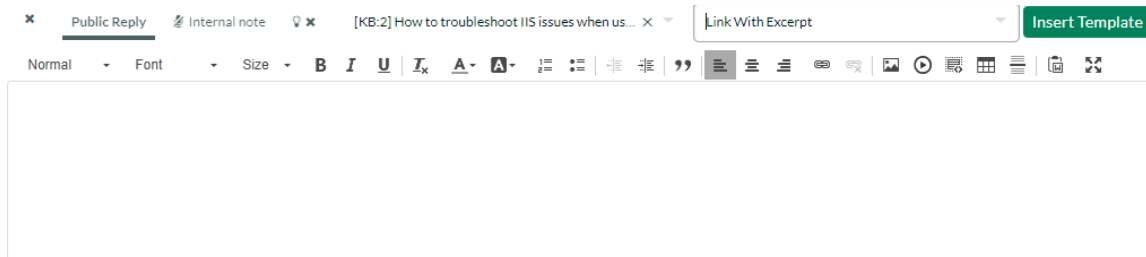 Public Reply Internal note [KB:2] How to troubleshoot IIS issues when us... Link With Excerpt Insert Template
Normal Font Size B I U Ix A A